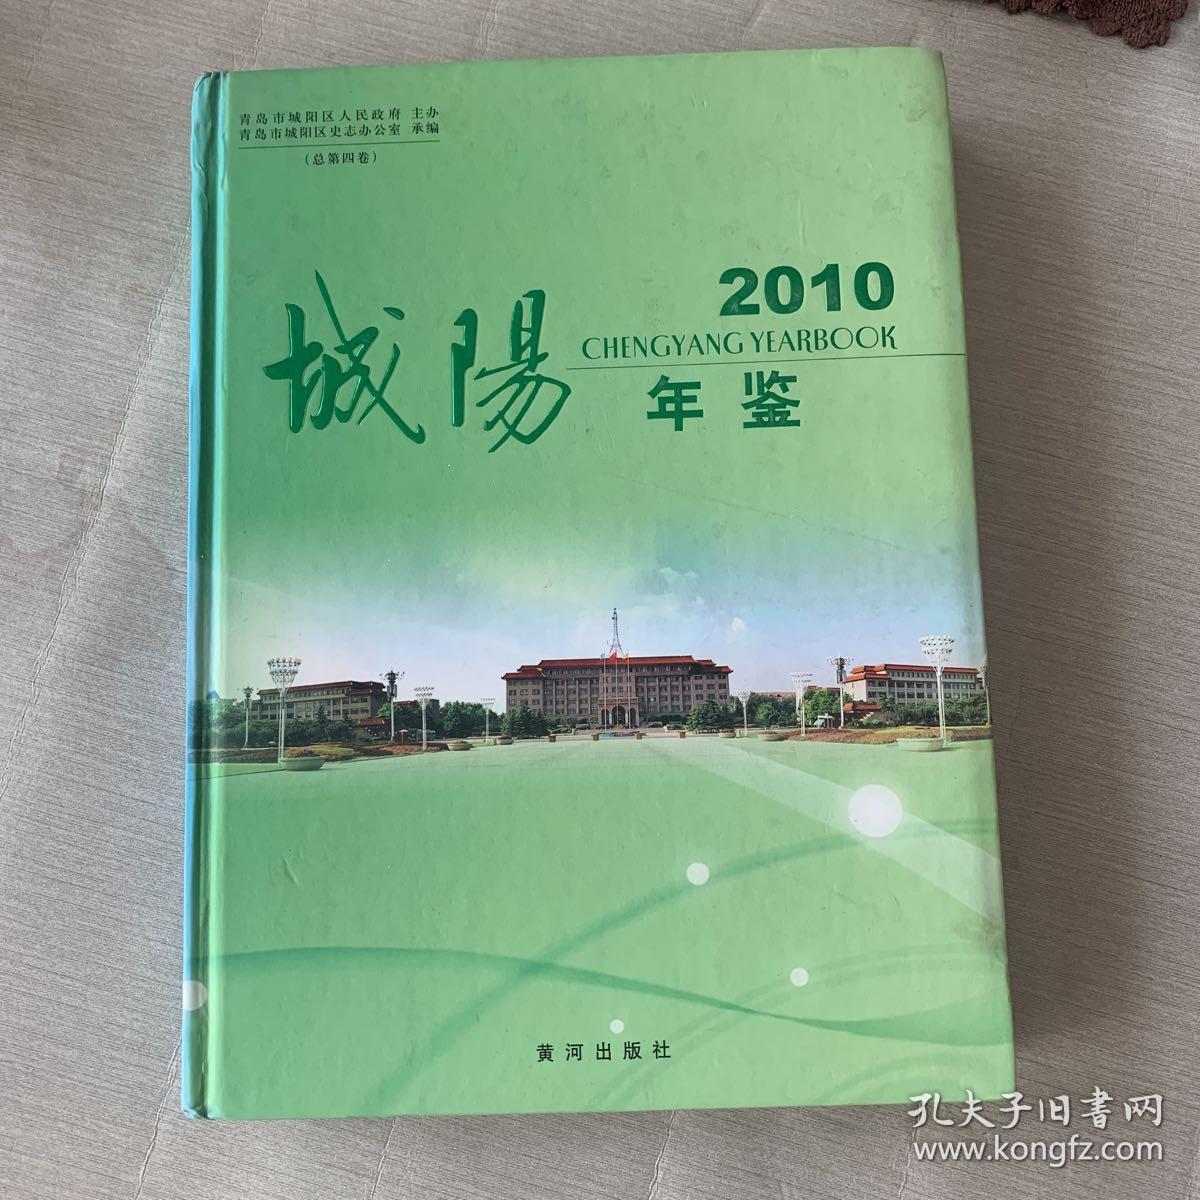 青岛市城阳区人民政府 主办
青岛市城阳区史志办公室 承编
(总第四卷)
2010
城陽
CHENGYANG YEARBOOK
年鉴
黄河出版社
孔夫子旧書网
www.kongfz.com